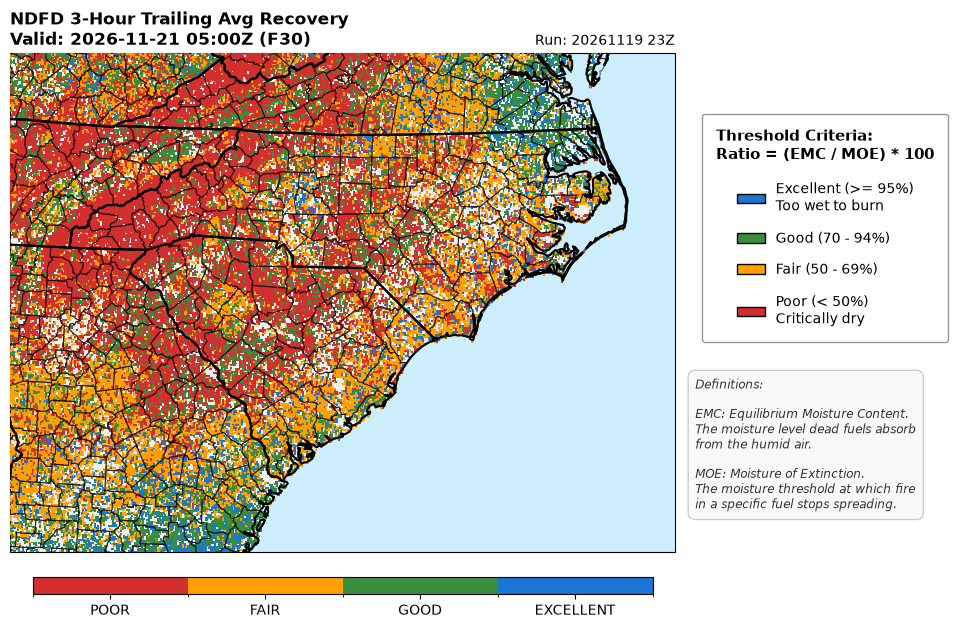 NDFD 3-Hour Trailing Avg Recovery
Valid: 2026-11-21 05:00Z (F30)
Run: 20261119 23Z
Threshold Criteria:
Ratio = (EMC / MOE) * 100
Excellent (>= 95%)
Too wet to burn
Good (70 - 94%)
Fair (50 - 69%)
Poor (< 50%)
Critically dry
Definitions:
EMC: Equilibrium Moisture Content.
The moisture level dead fuels absorb
from the humid air.
MOE: Moisture of Extinction.
The moisture threshold at which fire
in a specific fuel stops spreading.
POOR
FAIR
GOOD
EXCELLENT